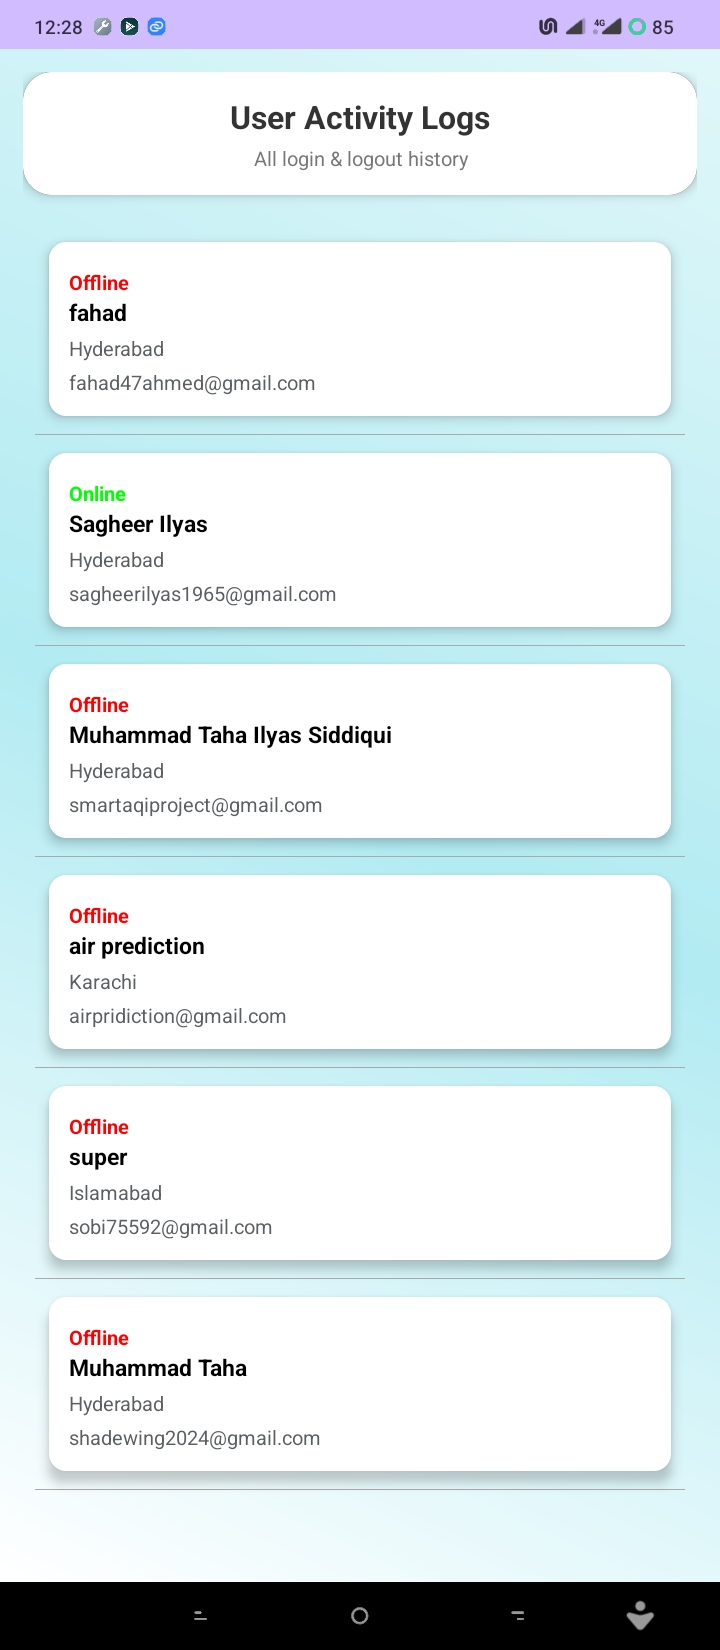 12:28
4G 85
User Activity Logs
All login & logout history
Offline
fahad
Hyderabad
fahad47ahmed@gmail.com
Online
Sagheer Ilyas
Hyderabad
sagheerilyas1965@gmail.com
Offline
Muhammad Taha Ilyas Siddiqui
Hyderabad
smartaqiproject@gmail.com
Offline
air prediction
Karachi
airpridiction@gmail.com
Offline
super
Islamabad
sobi75592@gmail.com
Offline
Muhammad Taha
Hyderabad
shadewing2024@gmail.com